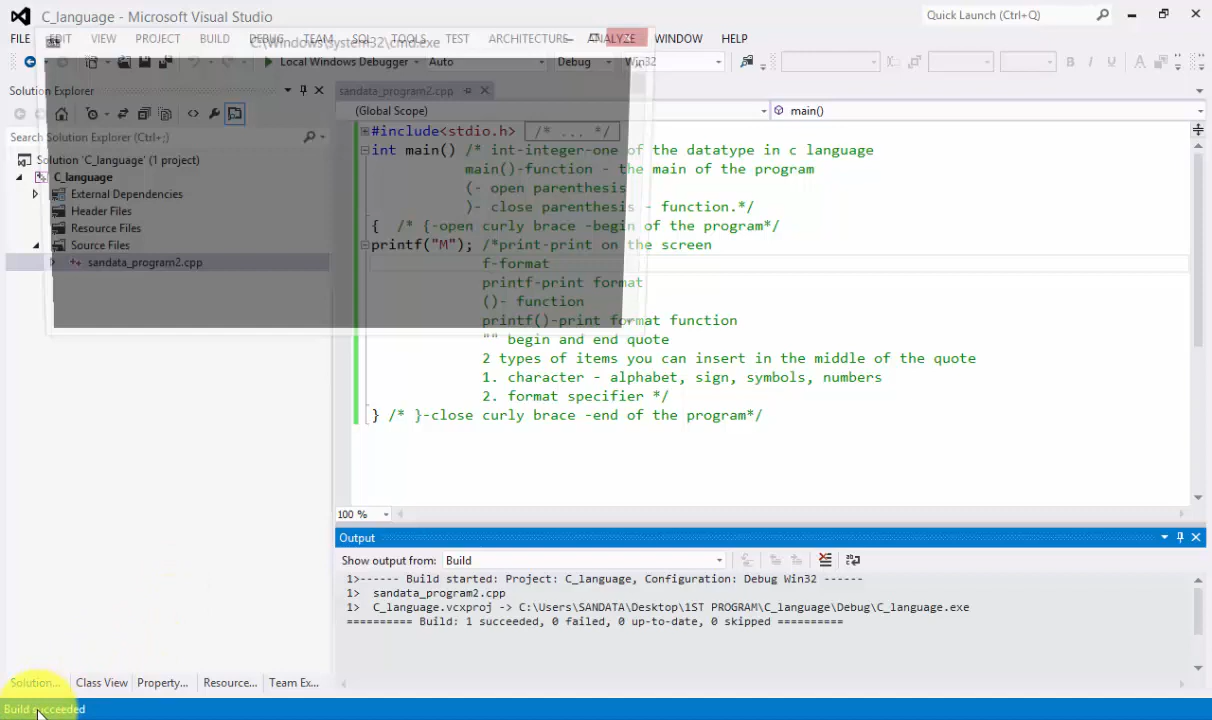 C_language - Microsoft Visual Studio
Quick Launch (Ctrl+Q)
FILE EDIT VIEW PROJECT BUILD DEBUG TEAM SQL TOOLS TEST ARCHITECTURE ANALYZE WINDOW HELP
C:\Windows\system32\cmd.exe
Local Windows Debugger Auto Debug Win32
Solution Explorer
sandata_program2.cpp
(Global Scope)
main()
Search Solution Explorer (Ctrl+;)
Solution 'C_language' (1 project)
C_language
External Dependencies
Header Files
Resource Files
Source Files
sandata_program2.cpp
#include<stdio.h> /* ... */
int main() /* int-integer-one of the datatype in c language
main()-function - the main of the program
(- open parenthesis
)- close parenthesis - function.*/
{ /* {-open curly brace -begin of the program*/
printf("M"); /*print-print on the screen
f-format
printf-print format
()- function
printf()-print format function
"" begin and end quote
2 types of items you can insert in the middle of the quote
1. character - alphabet, sign, symbols, numbers
2. format specifier */
} /* }-close curly brace -end of the program*/
100 %
Output
Show output from: Build
1>------ Build started: Project: C_language, Configuration: Debug Win32 ------
1> sandata_program2.cpp
1> C_language.vcxproj -> C:\Users\SANDATA\Desktop\1ST PROGRAM\C_language\Debug\C_language.exe
========== Build: 1 succeeded, 0 failed, 0 up-to-date, 0 skipped ==========
Solution... Class View Property... Resource... Team Ex...
Build succeeded